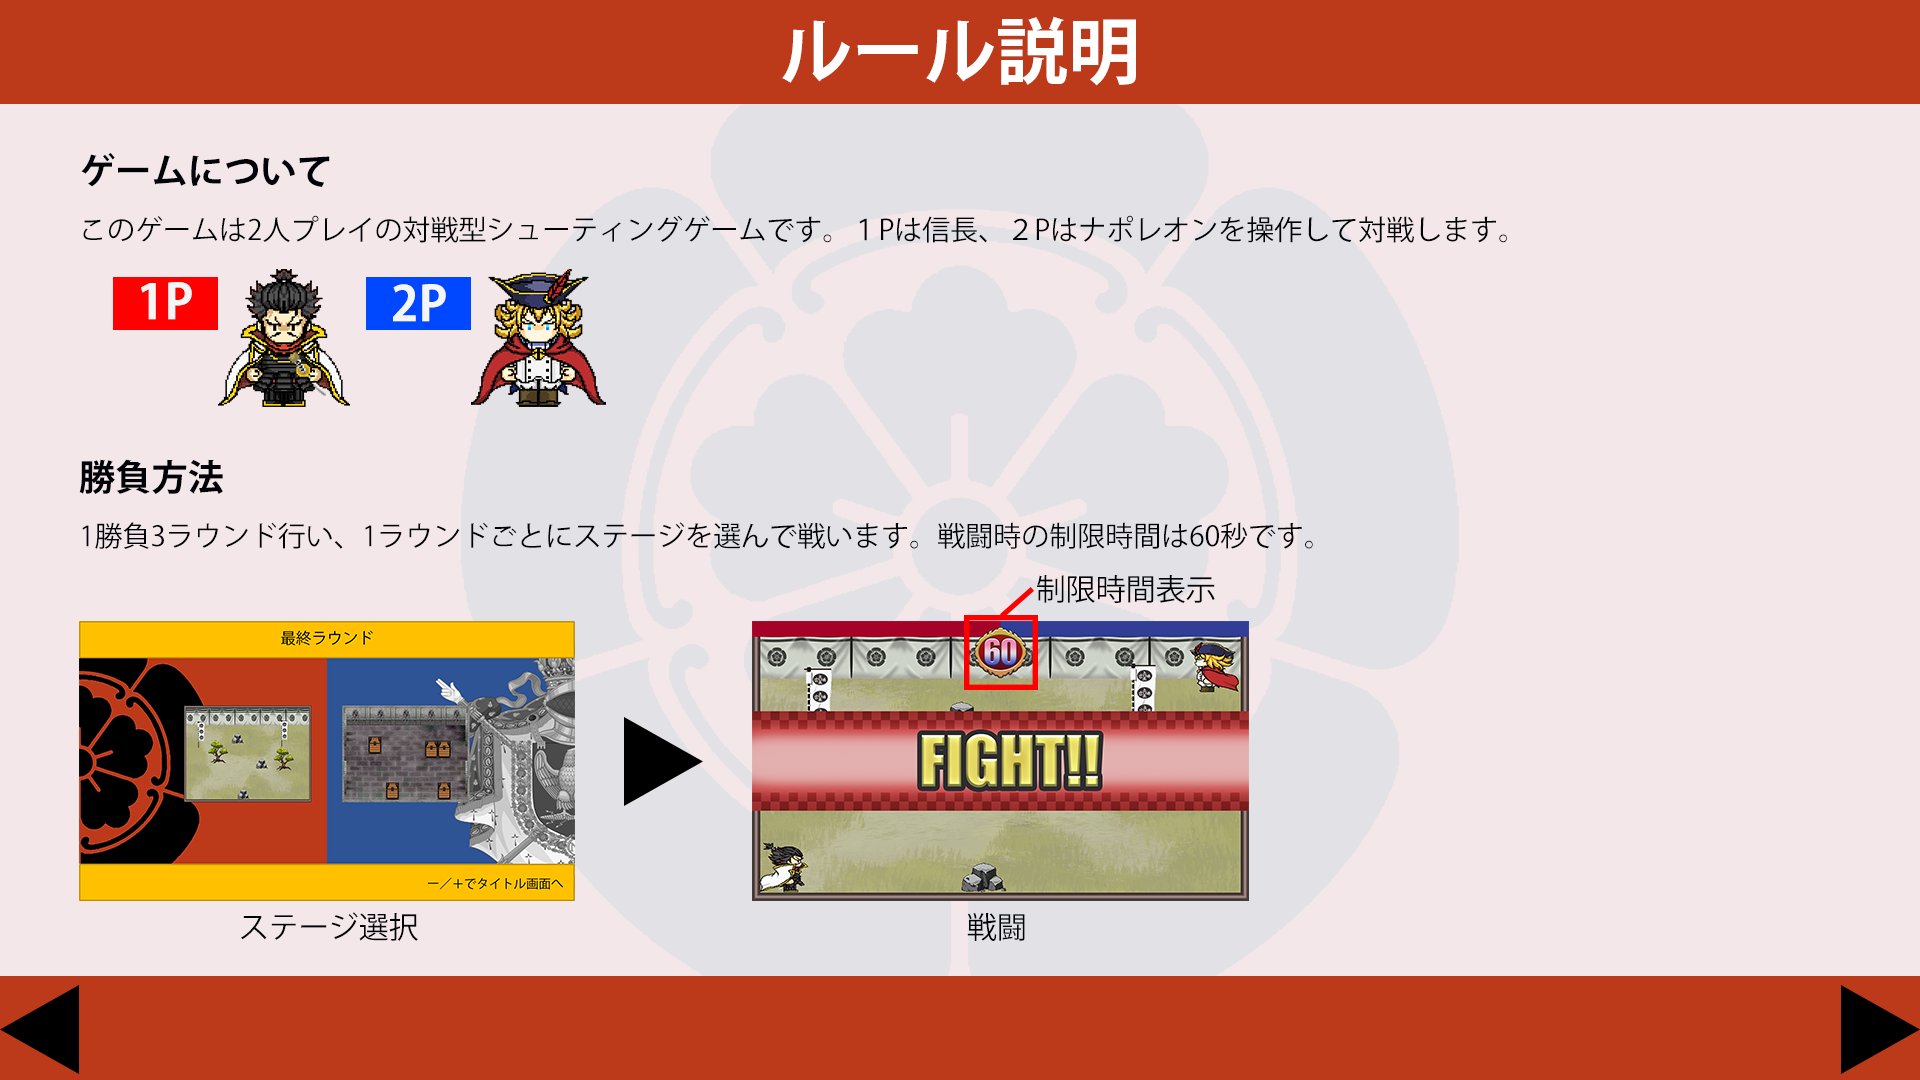 ルール説明
ゲームについて
このゲームは2人プレイの対戦型シューティングゲームです。１Pは信長、２Pはナポレオンを操作して対戦します。
1P
2P
勝負方法
1勝負3ラウンド行い、1ラウンドごとにステージを選んで戦います。戦闘時の制限時間は60秒です。
制限時間表示
最終ラウンド
60
FIGHT!!
－／＋でタイトル画面へ
ステージ選択
戦闘